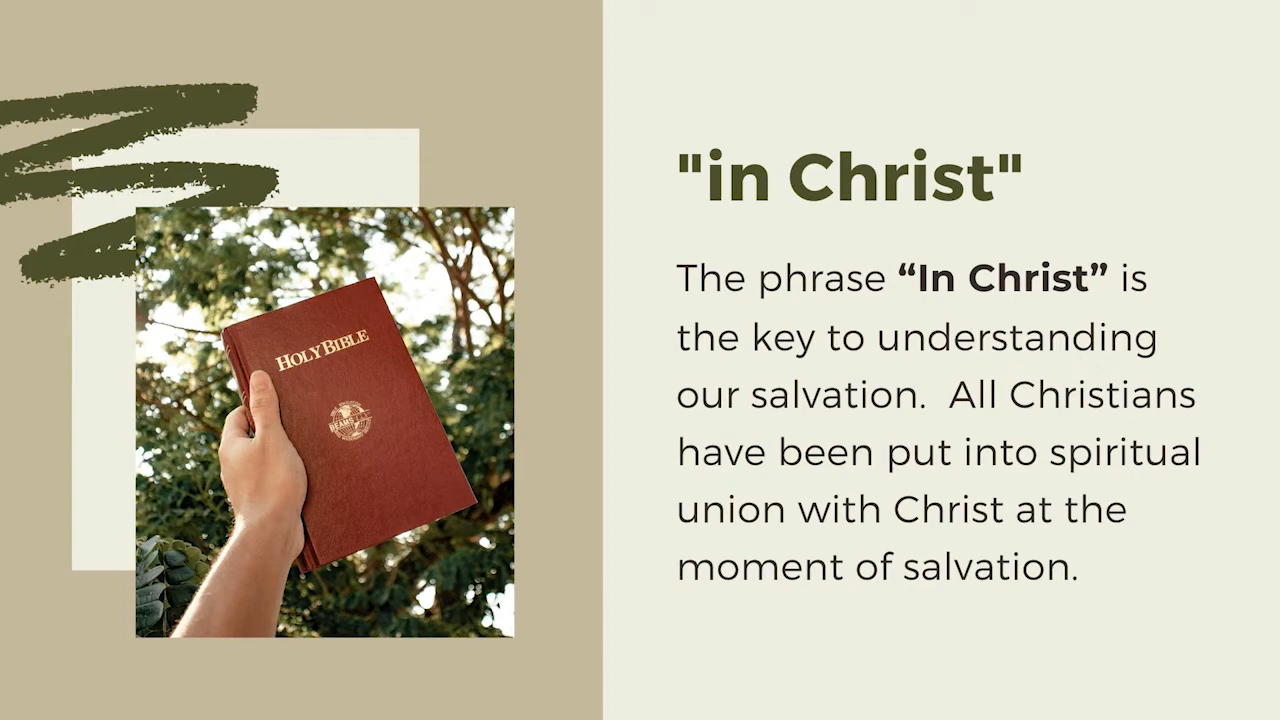 "in Christ"
The phrase “In Christ” is
the key to understanding
our salvation.  All Christians
have been put into spiritual
union with Christ at the
moment of salvation.
HOLY BIBLE
BEAMS